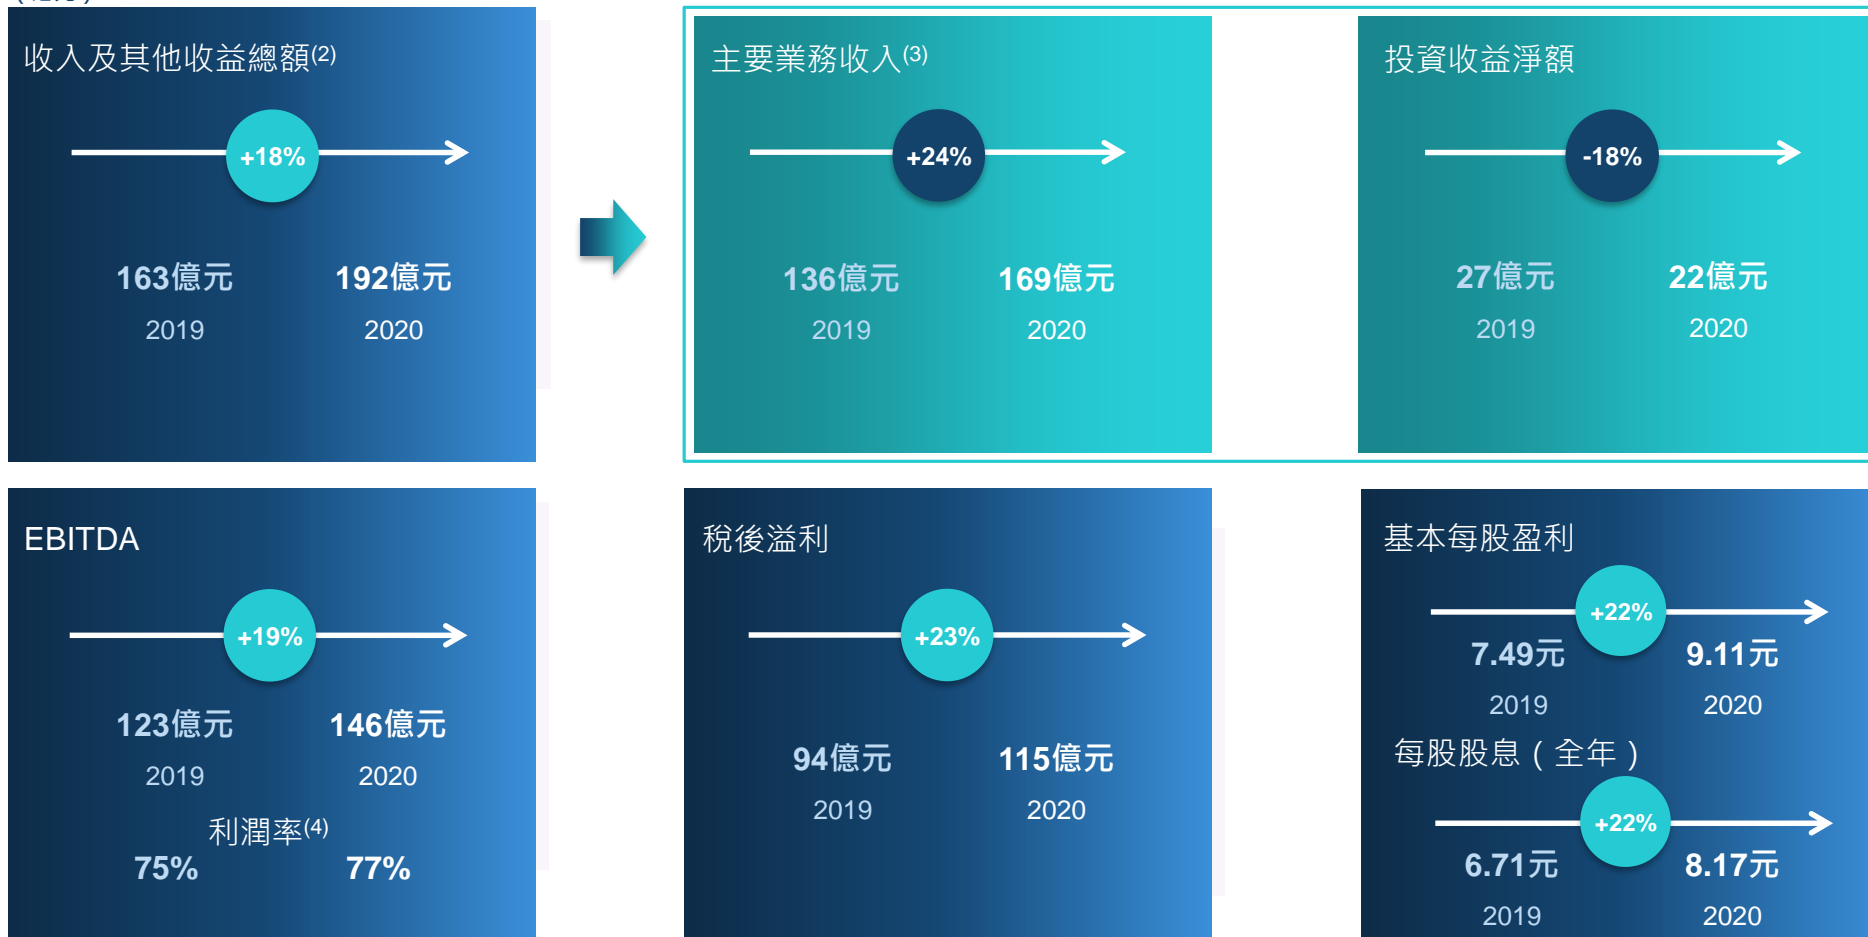 收入及其他收益總額(2)
+18%
163億元 192億元
2019 2020
主要業務收入(3)
+24%
136億元 169億元
2019 2020
投資收益淨額
-18%
27億元 22億元
2019 2020
EBITDA
+19%
123億元 146億元
2019 2020
利潤率(4)
75% 77%
稅後溢利
+23%
94億元 115億元
2019 2020
基本每股盈利
+22%
7.49元 9.11元
2019 2020
每股股息 ( 全年 )
+22%
6.71元 8.17元
2019 2020